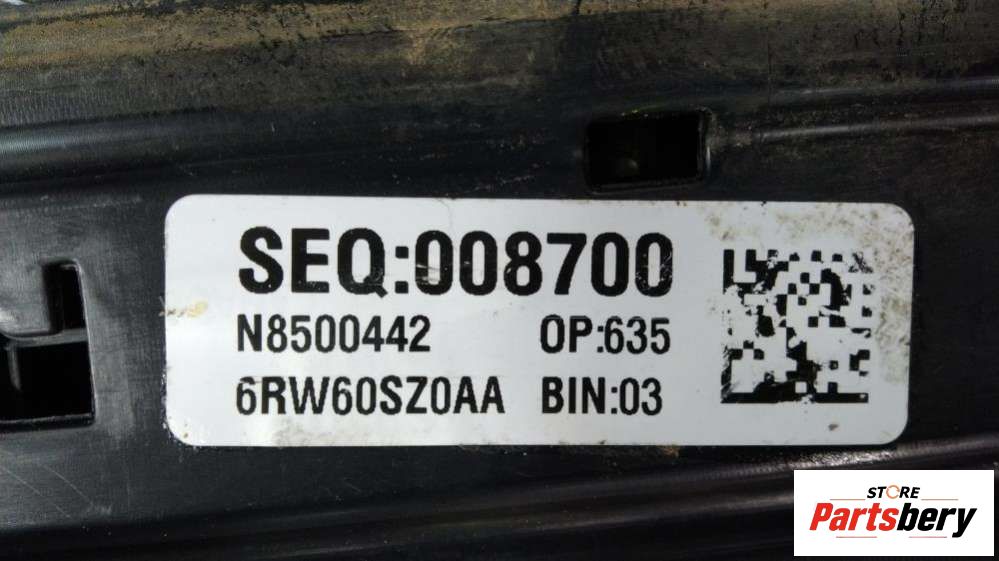 SEQ:008700
N8500442 OP:635
6RW60SZ0AA BIN:03
STORE
Partsbery